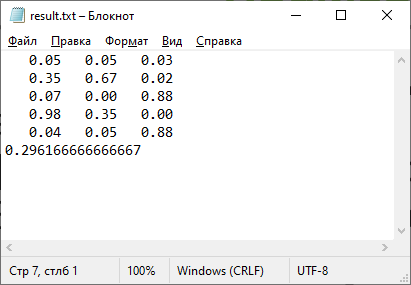 result.txt – Блокнот
Файл Правка Формат Вид Справка
0.05 0.05 0.03
0.35 0.67 0.02
0.07 0.00 0.88
0.98 0.35 0.00
0.04 0.05 0.88
0.296166666666667
Стр 7, стлб 1 100% Windows (CRLF) UTF-8